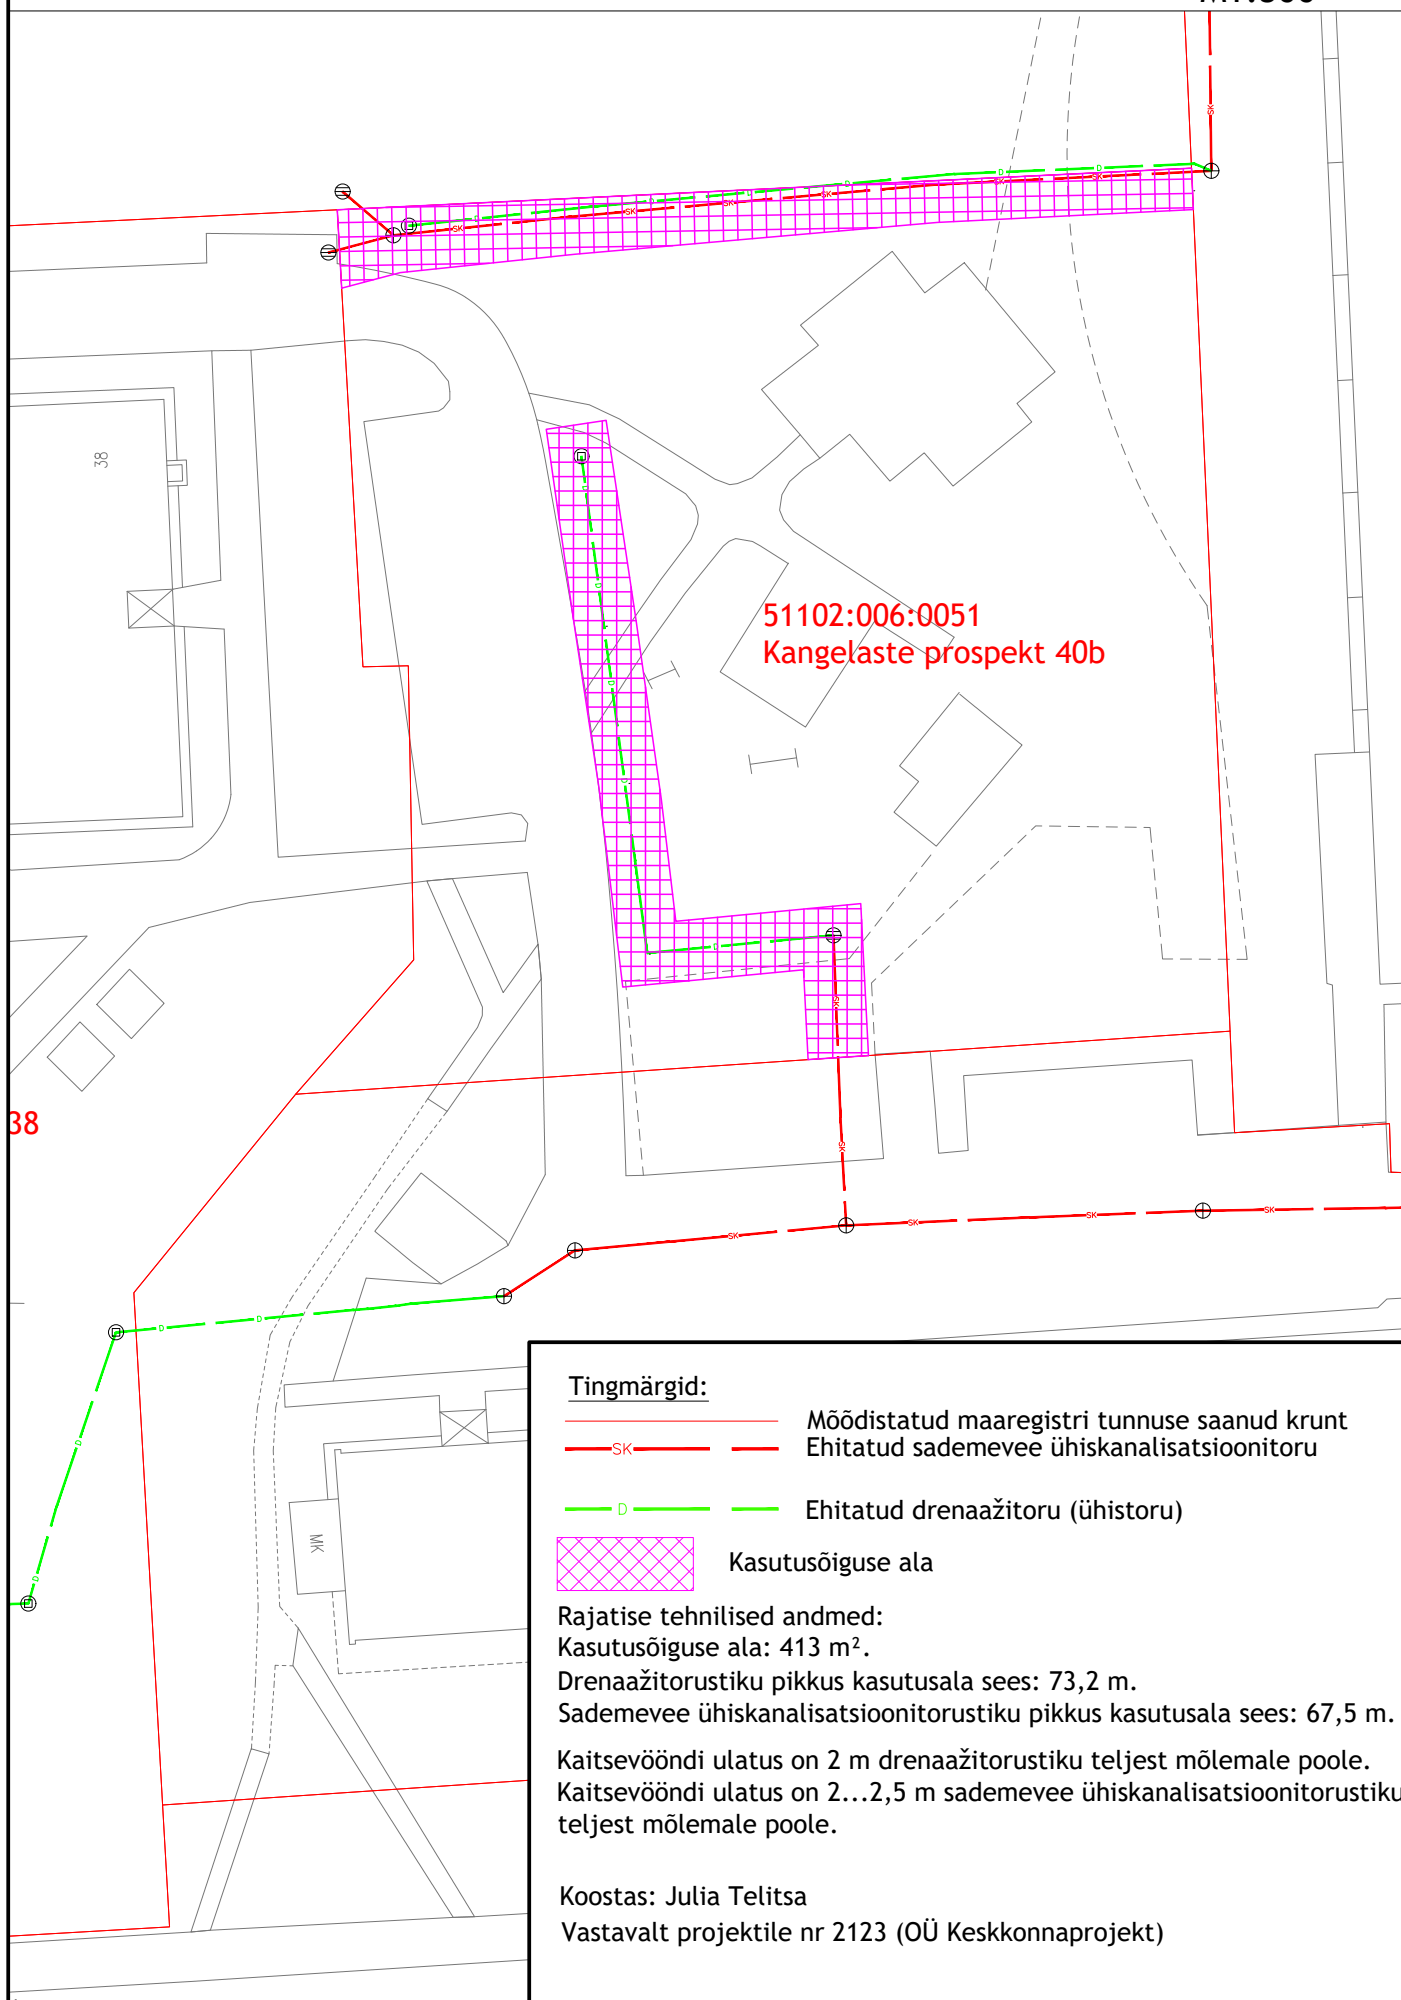 38
51102:006:0051
Kangelaste prospekt 40b
38
MK
Tingmärgid:
Mõõdistatud maaregistri tunnuse saanud krunt
SK
Ehitatud sademevee ühiskanalisatsioonitoru
D
Ehitatud drenaažitoru (ühistoru)
Kasutusõiguse ala
Rajatise tehnilised andmed:
Kasutusõiguse ala: 413 m².
Drenaažitorustiku pikkus kasutusala sees: 73,2 m.
Sademevee ühiskanalisatsioonitorustiku pikkus kasutusala sees: 67,5 m.
Kaitsevööndi ulatus on 2 m drenaažitorustiku teljest mõlemale poole.
Kaitsevööndi ulatus on 2...2,5 m sademevee ühiskanalisatsioonitorustiku
teljest mõlemale poole.
Koostas: Julia Telitsa
Vastavalt projektile nr 2123 (OÜ Keskkonnaprojekt)